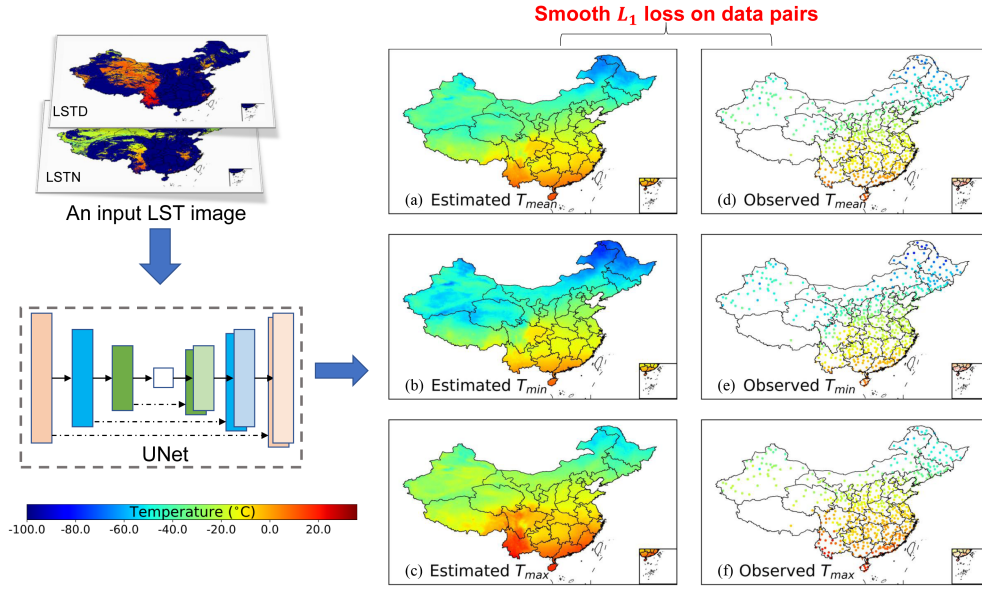 Smooth L₁ loss on data pairs
LSTD
LSTN
An input LST image
UNet
Temperature (°C)
-100.0 -80.0 -60.0 -40.0 -20.0 0.0 20.0
(a) Estimated Tmean
(d) Observed Tmean
(b) Estimated Tmin
(e) Observed Tmin
(c) Estimated Tmax
(f) Observed Tmax